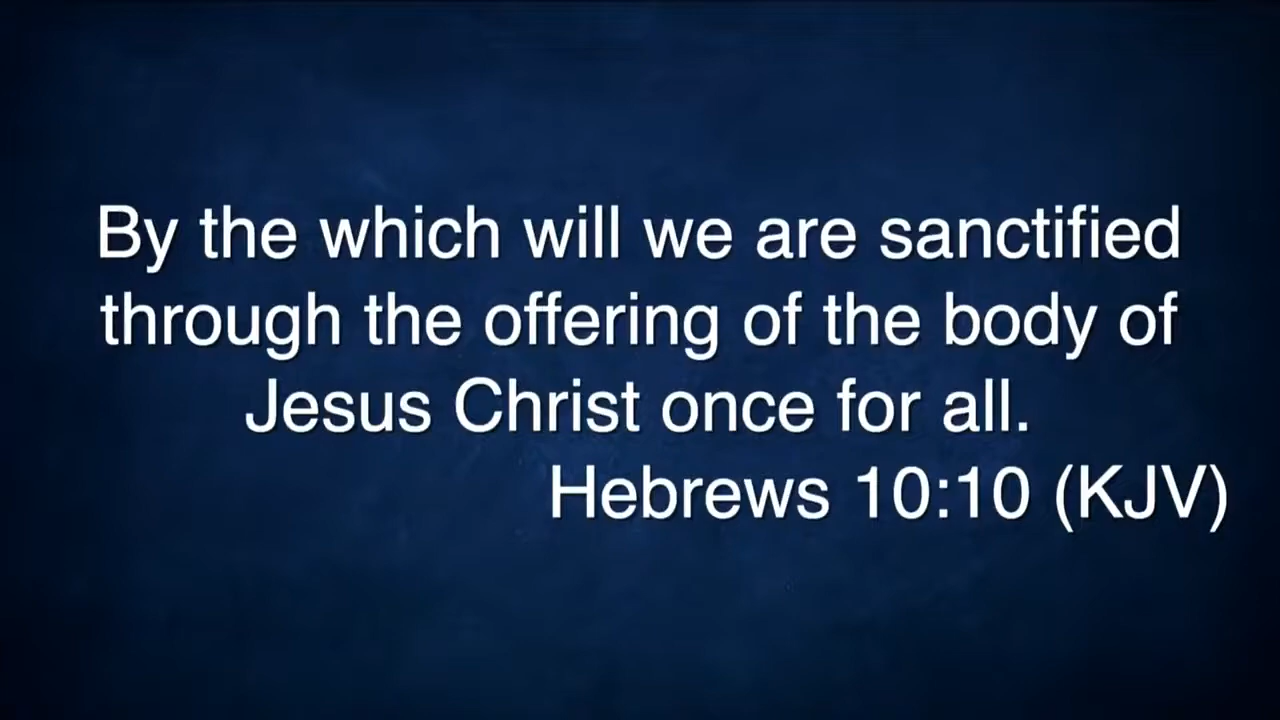 By the which will we are sanctified
through the offering of the body of
Jesus Christ once for all.
Hebrews 10:10 (KJV)